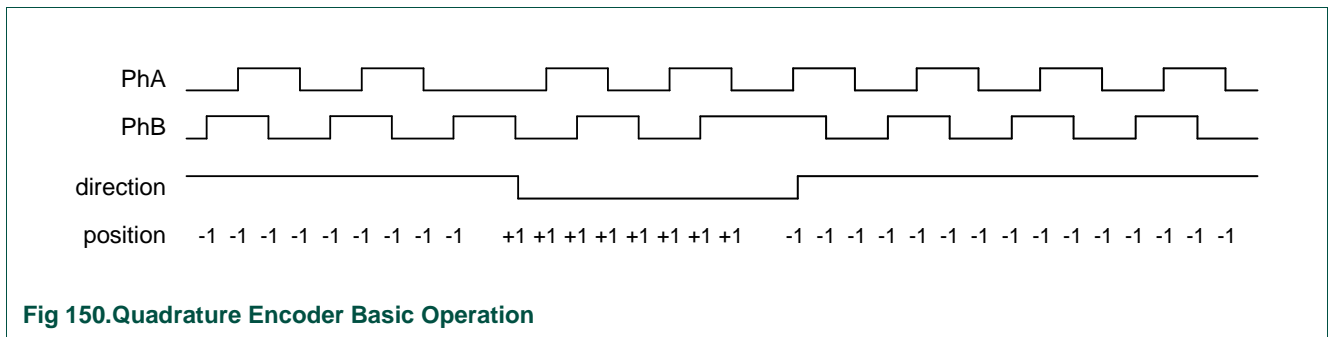 PhA
PhB
direction
position -1 -1 -1 -1 -1 -1 -1 -1 -1 +1 +1 +1 +1 +1 +1 +1 +1 -1 -1 -1 -1 -1 -1 -1 -1 -1 -1 -1 -1 -1 -1 -1
Fig 150.Quadrature Encoder Basic Operation